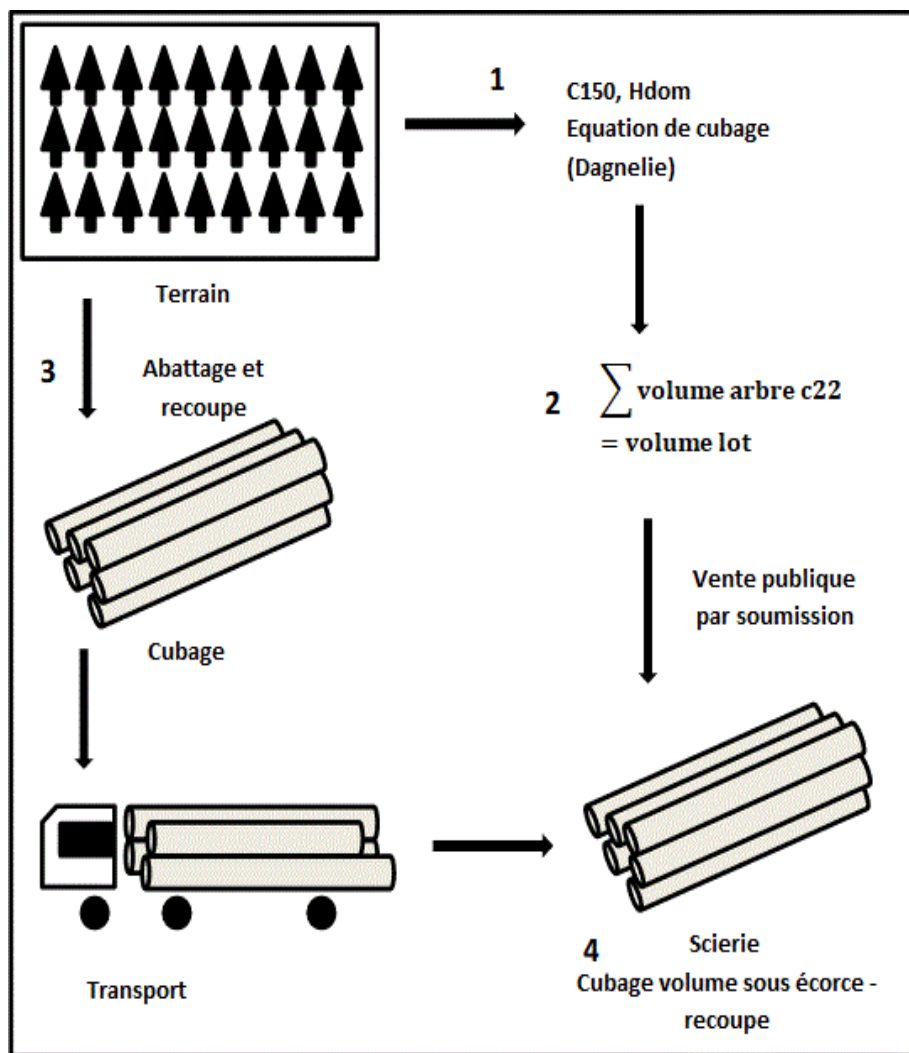 1
C150, Hdom
Equation de cubage
(Dagnelie)
Terrain
3
Abattage et
recoupe
2
∑ volume arbre c22
= volume lot
Vente publique
par soumission
Cubage
Transport
4
Scierie
Cubage volume sous écorce -
recoupe